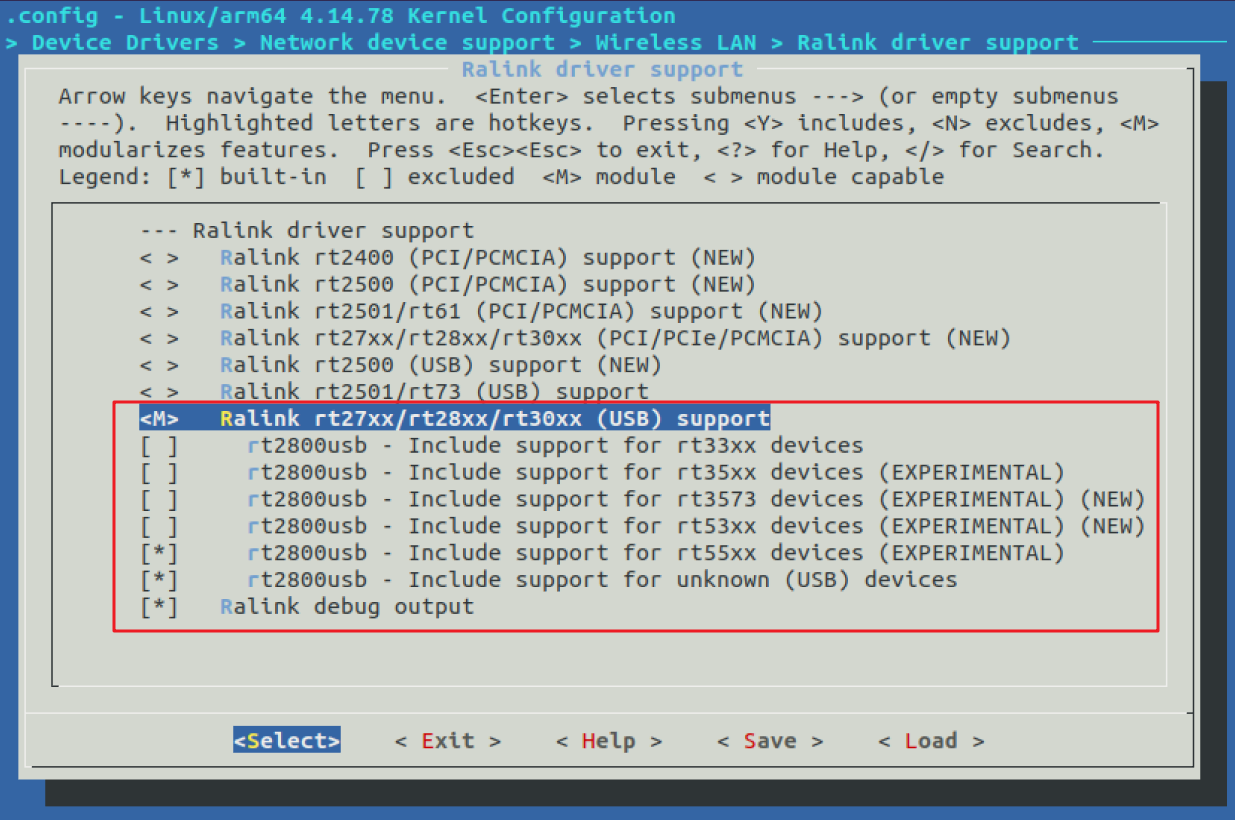 .config - Linux/arm64 4.14.78 Kernel Configuration
> Device Drivers > Network device support > Wireless LAN > Ralink driver support
Ralink driver support
Arrow keys navigate the menu.  <Enter> selects submenus ---> (or empty submenus
----).  Highlighted letters are hotkeys.  Pressing <Y> includes, <N> excludes, <M>
modularizes features.  Press <Esc><Esc> to exit, <?> for Help, </> for Search.
Legend: [*] built-in  [ ] excluded  <M> module  < > module capable
--- Ralink driver support
< >   Ralink rt2400 (PCI/PCMCIA) support (NEW)
< >   Ralink rt2500 (PCI/PCMCIA) support (NEW)
< >   Ralink rt2501/rt61 (PCI/PCMCIA) support (NEW)
< >   Ralink rt27xx/rt28xx/rt30xx (PCI/PCIe/PCMCIA) support (NEW)
< >   Ralink rt2500 (USB) support (NEW)
< >   Ralink rt2501/rt73 (USB) support
<M>   Ralink rt27xx/rt28xx/rt30xx (USB) support
[ ]     rt2800usb - Include support for rt33xx devices
[ ]     rt2800usb - Include support for rt35xx devices (EXPERIMENTAL)
[ ]     rt2800usb - Include support for rt3573 devices (EXPERIMENTAL) (NEW)
[ ]     rt2800usb - Include support for rt53xx devices (EXPERIMENTAL) (NEW)
[*]     rt2800usb - Include support for rt55xx devices (EXPERIMENTAL)
[*]     rt2800usb - Include support for unknown (USB) devices
[*]   Ralink debug output
<Select>    < Exit >    < Help >    < Save >    < Load >